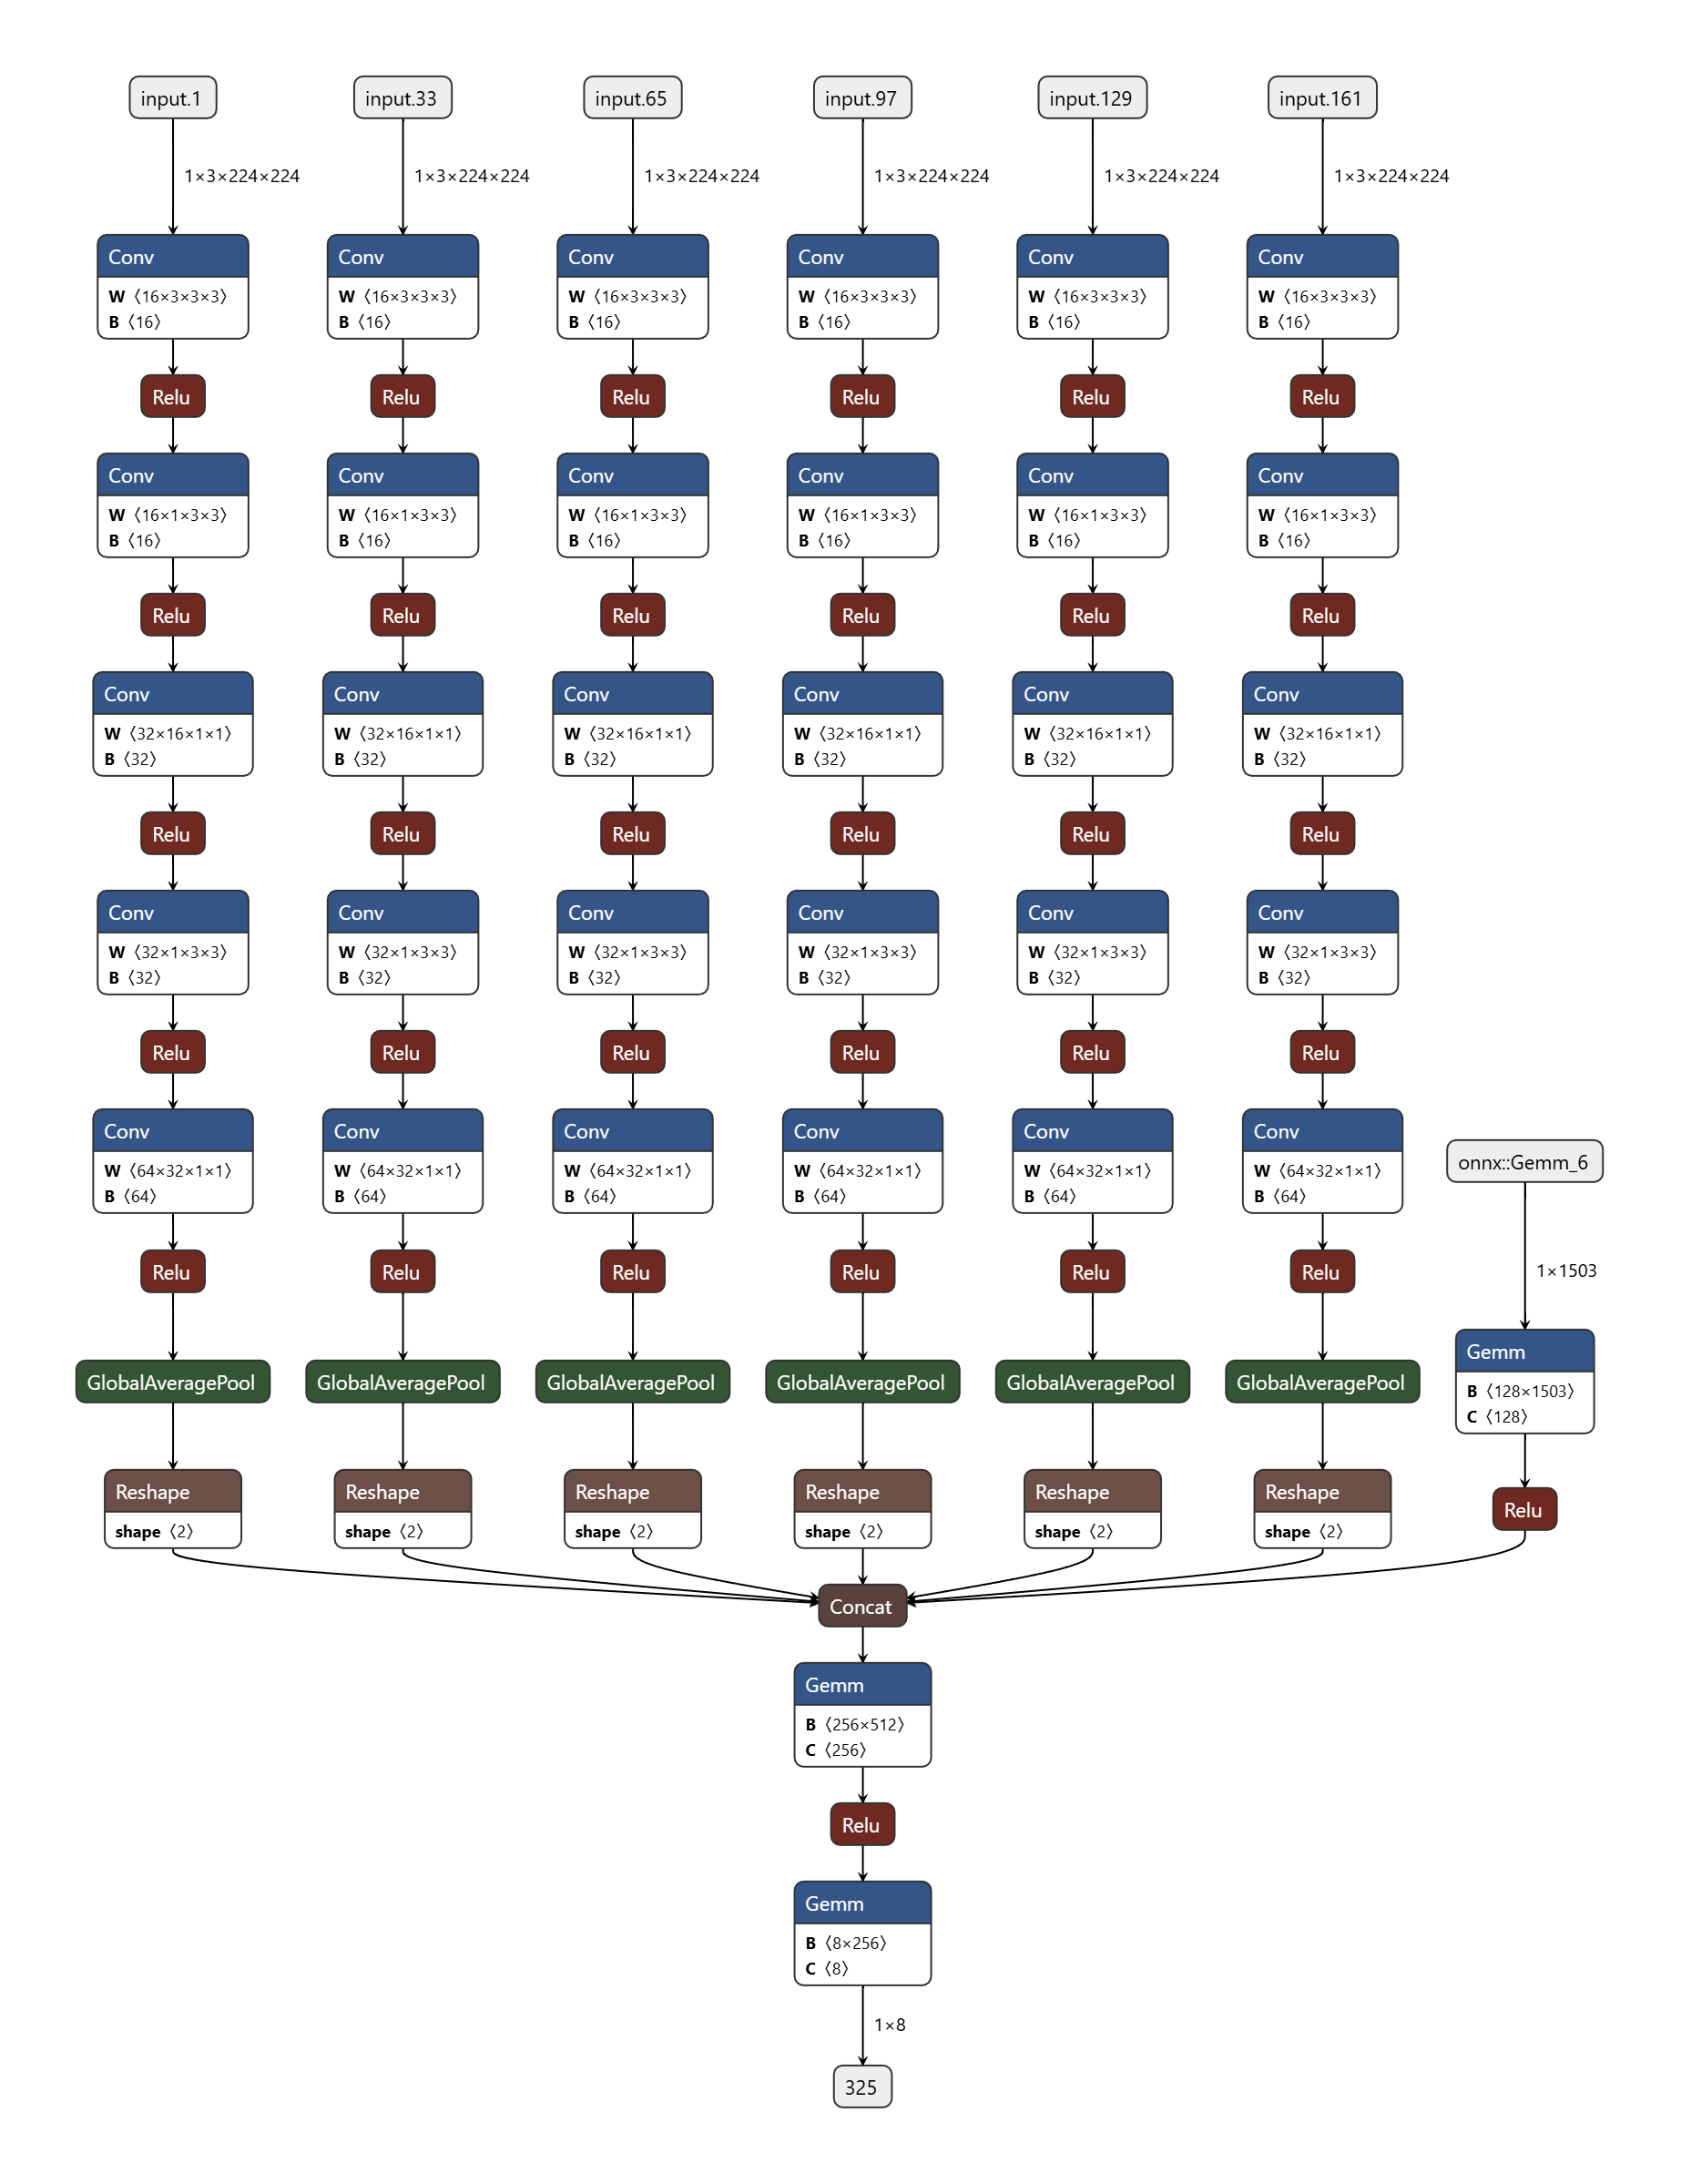 input.1 input.33 input.65 input.97 input.129 input.161
1×3×224×224 1×3×224×224 1×3×224×224 1×3×224×224 1×3×224×224 1×3×224×224
Conv Conv Conv Conv Conv Conv
W 〈16×3×3×3〉 W 〈16×3×3×3〉 W 〈16×3×3×3〉 W 〈16×3×3×3〉 W 〈16×3×3×3〉 W 〈16×3×3×3〉
B 〈16〉 B 〈16〉 B 〈16〉 B 〈16〉 B 〈16〉 B 〈16〉
Relu Relu Relu Relu Relu Relu
Conv Conv Conv Conv Conv Conv
W 〈16×1×3×3〉 W 〈16×1×3×3〉 W 〈16×1×3×3〉 W 〈16×1×3×3〉 W 〈16×1×3×3〉 W 〈16×1×3×3〉
B 〈16〉 B 〈16〉 B 〈16〉 B 〈16〉 B 〈16〉 B 〈16〉
Relu Relu Relu Relu Relu Relu
Conv Conv Conv Conv Conv Conv
W 〈32×16×1×1〉 W 〈32×16×1×1〉 W 〈32×16×1×1〉 W 〈32×16×1×1〉 W 〈32×16×1×1〉 W 〈32×16×1×1〉
B 〈32〉 B 〈32〉 B 〈32〉 B 〈32〉 B 〈32〉 B 〈32〉
Relu Relu Relu Relu Relu Relu
Conv Conv Conv Conv Conv Conv
W 〈32×1×3×3〉 W 〈32×1×3×3〉 W 〈32×1×3×3〉 W 〈32×1×3×3〉 W 〈32×1×3×3〉 W 〈32×1×3×3〉
B 〈32〉 B 〈32〉 B 〈32〉 B 〈32〉 B 〈32〉 B 〈32〉
Relu Relu Relu Relu Relu Relu
Conv Conv Conv Conv Conv Conv
W 〈64×32×1×1〉 W 〈64×32×1×1〉 W 〈64×32×1×1〉 W 〈64×32×1×1〉 W 〈64×32×1×1〉 W 〈64×32×1×1〉 onnx::Gemm_6
B 〈64〉 B 〈64〉 B 〈64〉 B 〈64〉 B 〈64〉 B 〈64〉
Relu Relu Relu Relu Relu Relu 1×1503
GlobalAveragePool GlobalAveragePool GlobalAveragePool GlobalAveragePool GlobalAveragePool GlobalAveragePool Gemm
B 〈128×1503〉
C 〈128〉
Reshape Reshape Reshape Reshape Reshape Reshape Relu
shape 〈2〉 shape 〈2〉 shape 〈2〉 shape 〈2〉 shape 〈2〉 shape 〈2〉
Concat
Gemm
B 〈256×512〉
C 〈256〉
Relu
Gemm
B 〈8×256〉
C 〈8〉
1×8
325